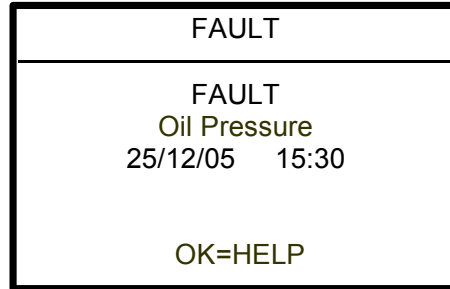 FAULT
FAULT
Oil Pressure
25/12/05 15:30
OK=HELP